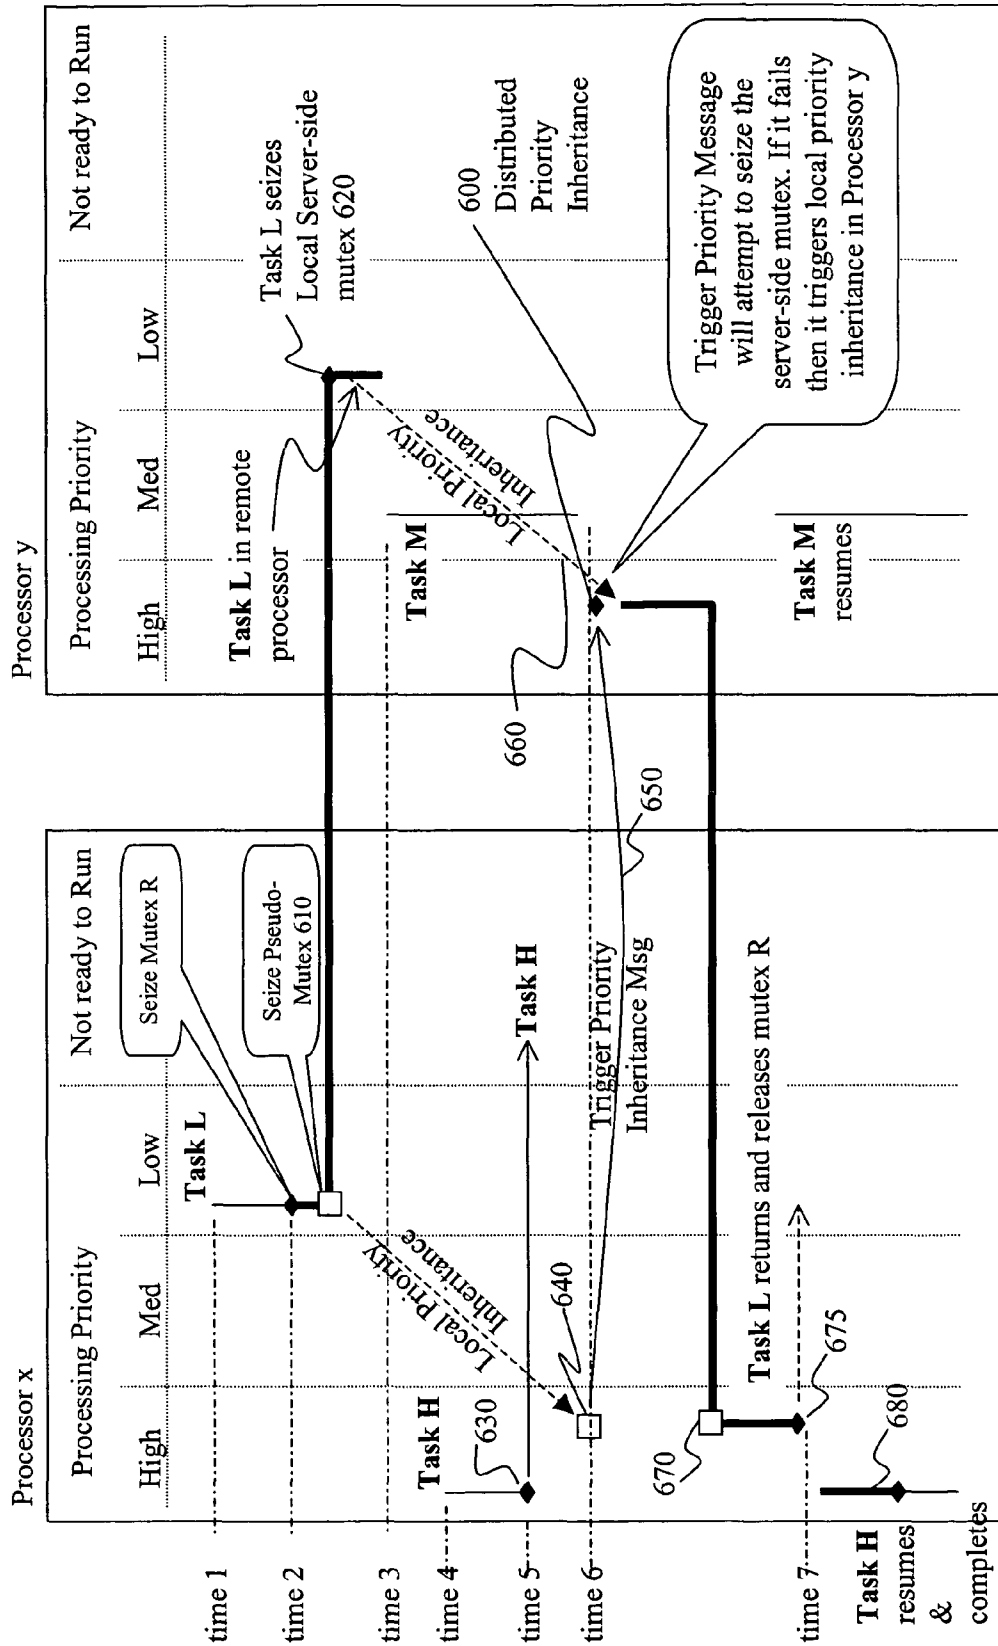 Processor x
Processor y
Processing Priority
Not ready to Run
Processing Priority
Not ready to Run
High
Med
Low
High
Med
Low
time 1
Task L
Seize Mutex R
time 2
Seize Pseudo-
Mutex 610
Task L in remote
processor
Task L seizes
Local Server-side
mutex 620
time 3
Local Priority
Inheritance
Local Priority
Inheritance
time 4
Task H
Task M
630
time 5
Task H
660
600
Distributed
Priority
Inheritance
640
time 6
Trigger Priority
Inheritance Msg
650
Trigger Priority Message
will attempt to seize the
server-side mutex. If it fails
then it triggers local priority
inheritance in Processor y
670
Task L returns and releases mutex R
time 7
675
Task M
resumes
Task H
resumes
&
completes
680